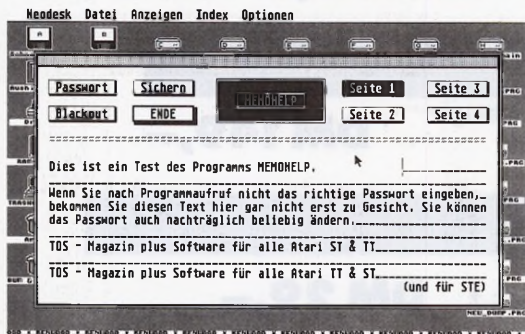 Neodesk Datei Anzeigen Index Optionen
A B
Passwort Sichern MEMOHELP Seite 1 Seite 3
Blackout ENDE Seite 2 Seite 4
Dies ist ein Test des Programms MEMOHELP.
Wenn Sie nach Programmaufruf nicht das richtige Passwort eingeben,
bekommen Sie diesen Text hier gar nicht erst zu Gesicht. Sie können
das Passwort auch nachträglich beliebig ändern.
TOS - Magazin plus Software für alle Atari ST & TT
TOS - Magazin plus Software für alle Atari TT & ST
(und für STE)
NEW_DUMP.PRG